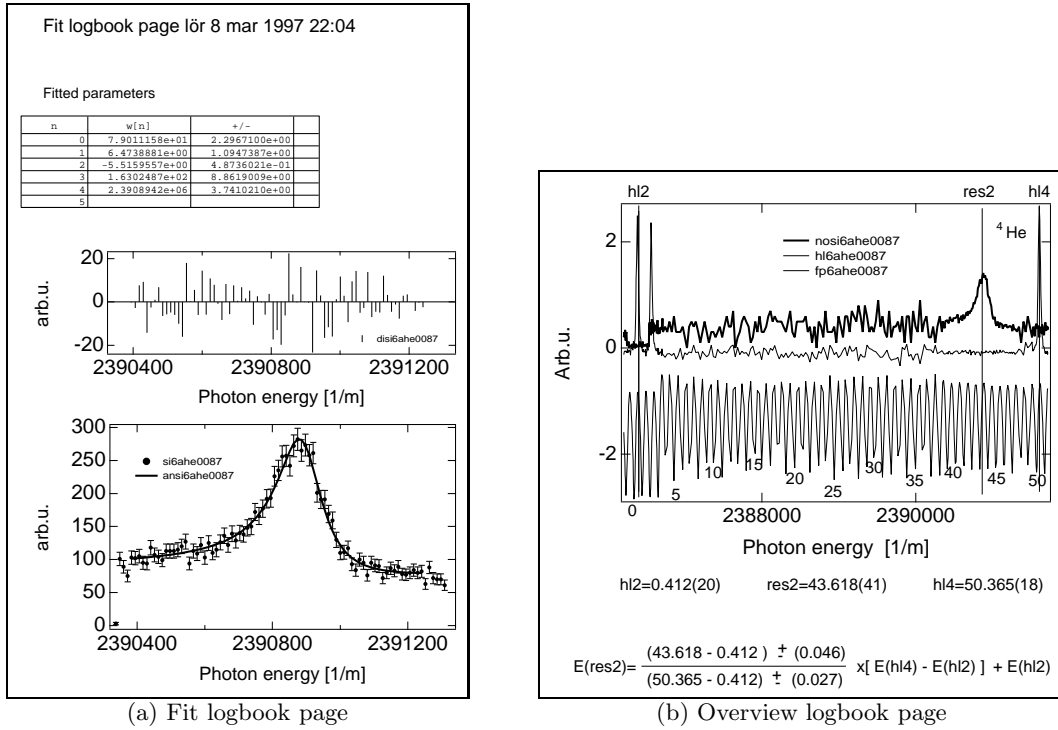 Fit logbook page lör 8 mar 1997 22:04
Fitted parameters
n w[n] +/-
0 7.9011158e+01 2.2967100e+00
1 6.4738881e+00 1.0947387e+00
2 -5.5159557e+00 4.8736021e-01
3 1.6302487e+02 8.8619009e+00
4 2.3908942e+06 3.7410210e+00
5
20
0
-20
arb.u.
disi6ahe0087
2390400 2390800 2391200
Photon energy [1/m]
300
250
200
150
100
50
0
arb.u.
si6ahe0087
ansi6ahe0087
2390400 2390800 2391200
Photon energy [1/m]
(a) Fit logbook page
hl2 res2 hl4
2
0
-2
Arb.u.
4 He
nosi6ahe0087
hl6ahe0087
fp6ahe0087
0 5 10 15 20 25 30 35 40 45 50
2388000 2390000
Photon energy [1/m]
hl2=0.412(20) res2=43.618(41) hl4=50.365(18)
E(res2)= (43.618 - 0.412 ) ± (0.046)
(50.365 - 0.412) ± (0.027) x[ E(hl4) - E(hl2) ] + E(hl2)
(b) Overview logbook page